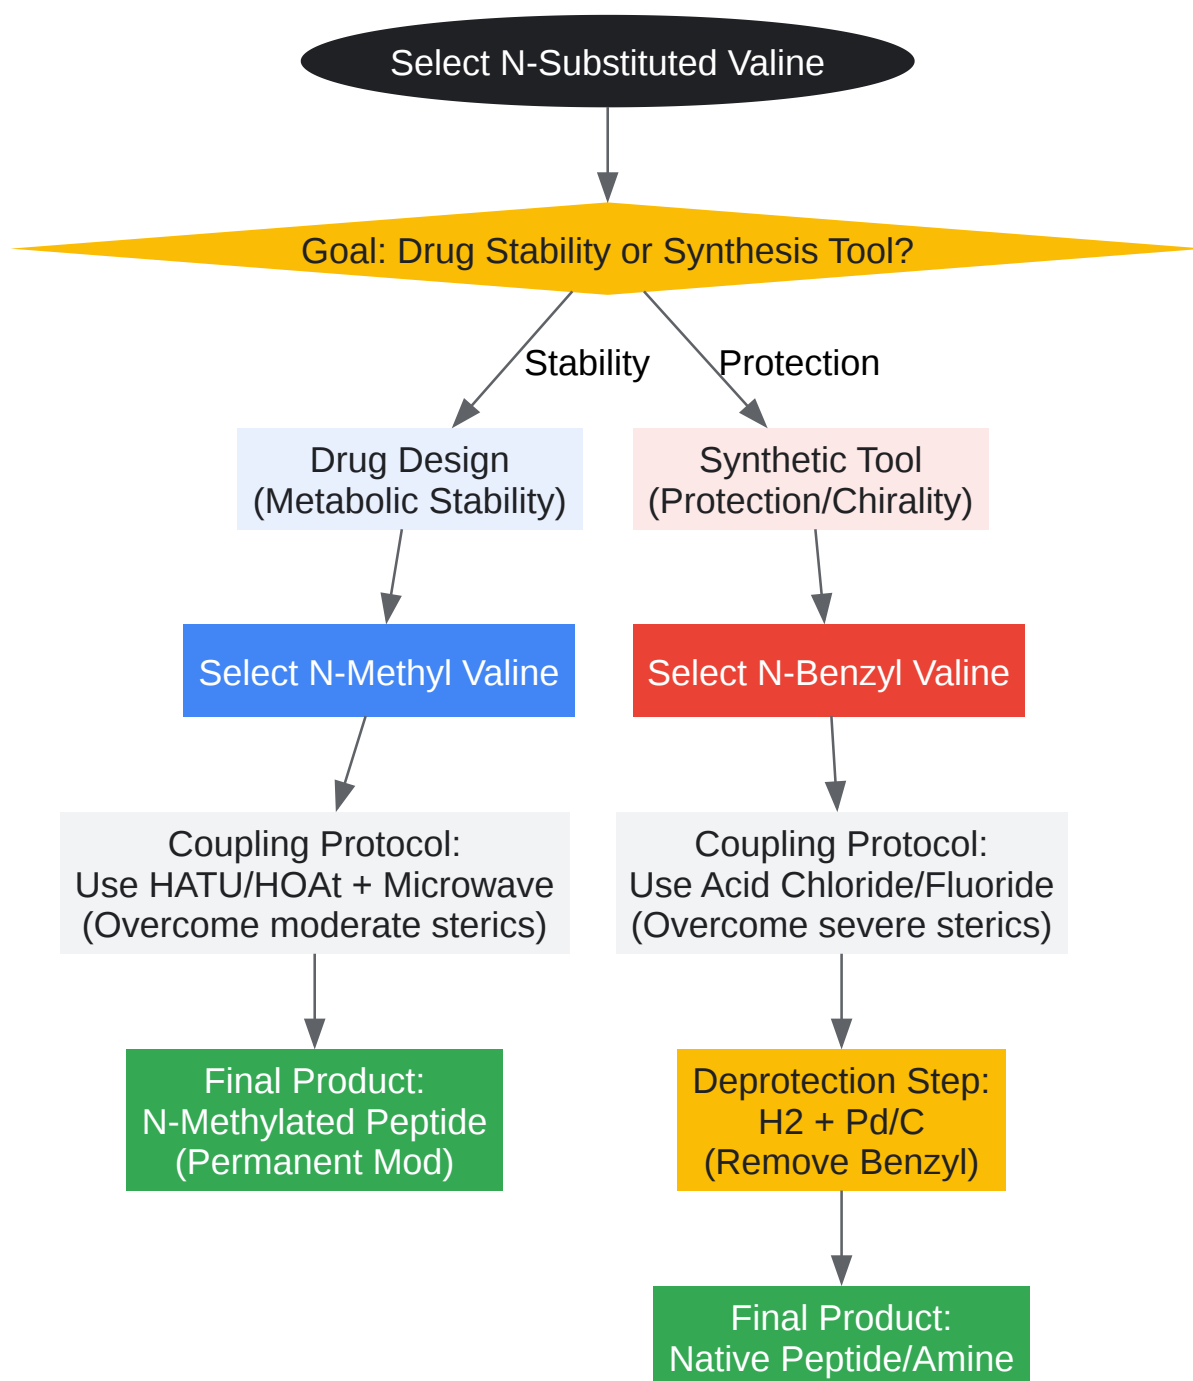 Select N-Substituted Valine
Goal: Drug Stability or Synthesis Tool?
Stability
Protection
Drug Design
(Metabolic Stability)
Synthetic Tool
(Protection/Chirality)
Select N-Methyl Valine
Select N-Benzyl Valine
Coupling Protocol:
Use HATU/HOAt + Microwave
(Overcome moderate sterics)
Coupling Protocol:
Use Acid Chloride/Fluoride
(Overcome severe sterics)
Final Product:
N-Methylated Peptide
(Permanent Mod)
Deprotection Step:
H2 + Pd/C
(Remove Benzyl)
Final Product:
Native Peptide/Amine